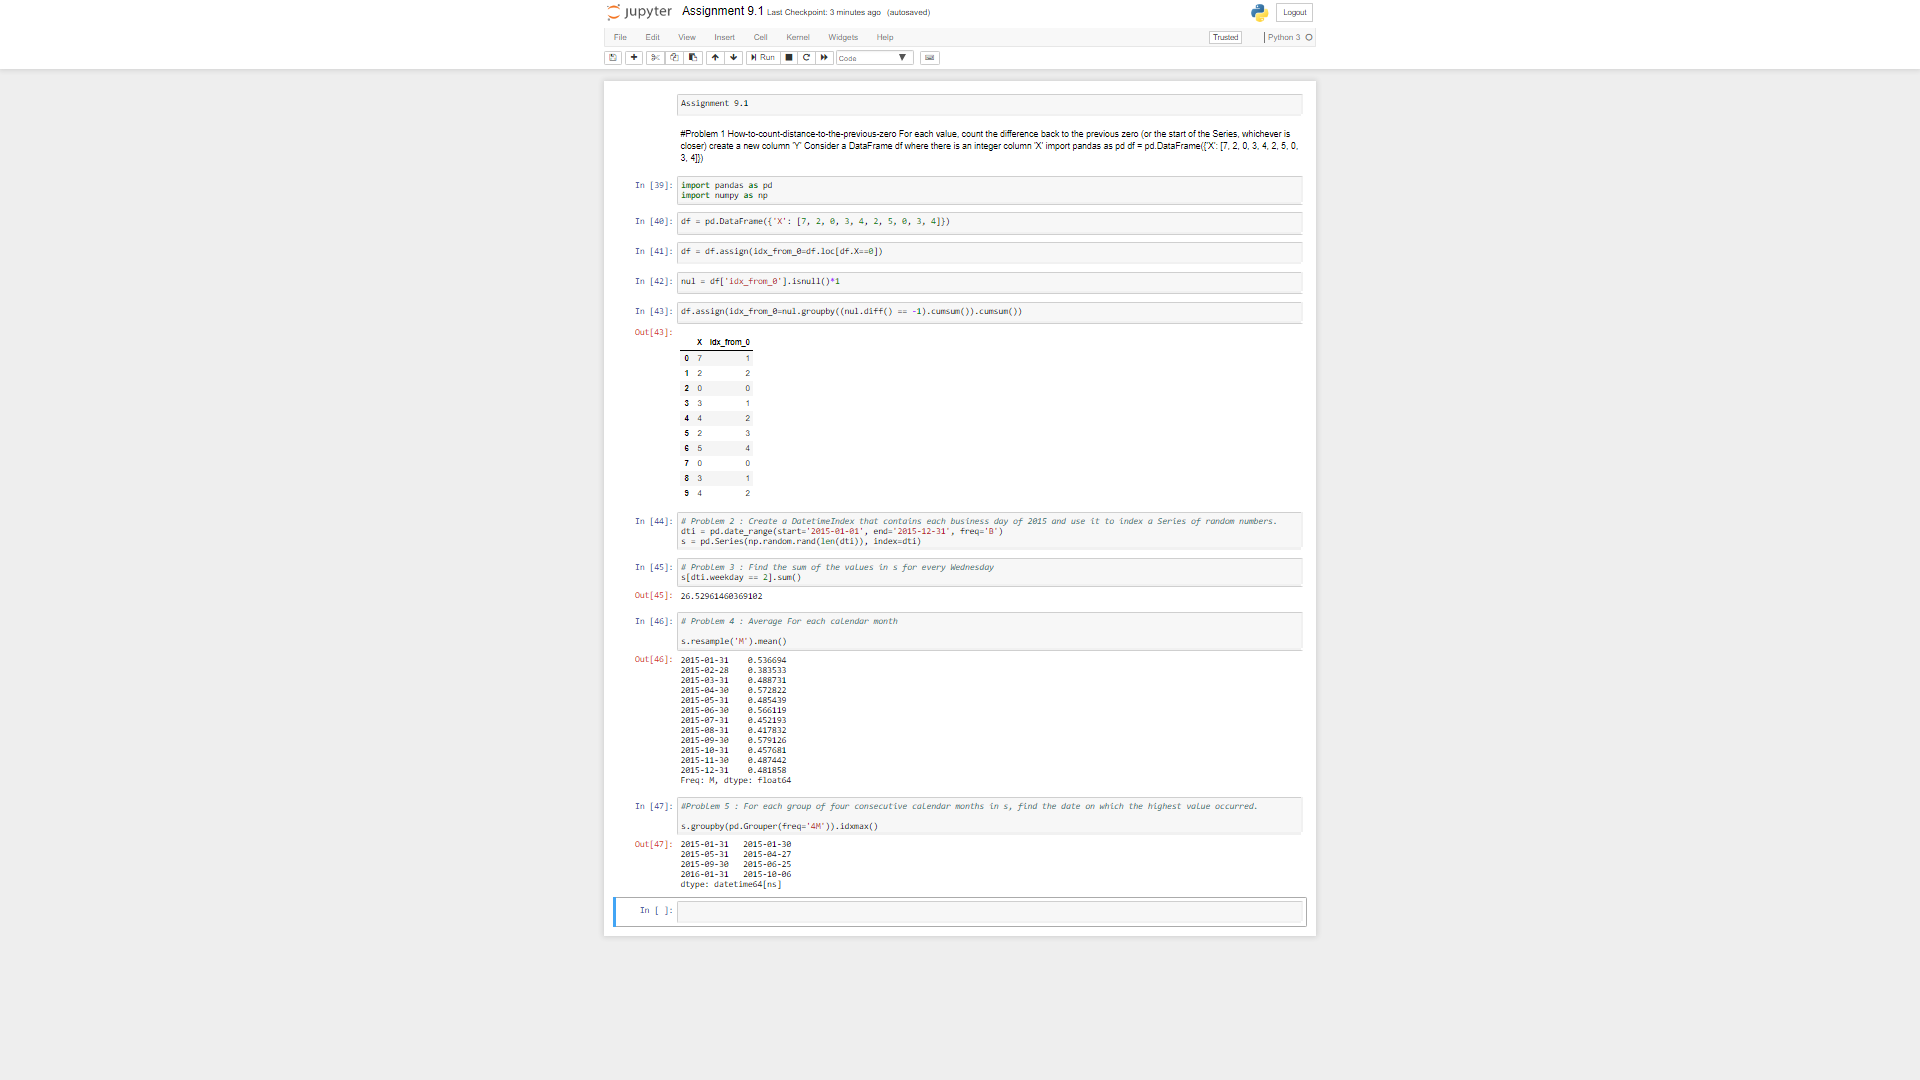 jupyter Assignment 9.1 Last Checkpoint: 3 minutes ago (autosaved) Logout
File Edit View Insert Cell Kernel Widgets Help Trusted Python 3
Run Code
Assignment 9.1
#Problem 1 How-to-count-distance-to-the-previous-zero For each value, count the difference back to the previous zero (or the start of the Series, whichever is
closer) create a new column 'Y' Consider a DataFrame df where there is an integer column 'X' import pandas as pd df = pd.DataFrame({'X': [7, 2, 0, 3, 4, 2, 5, 0,
3, 4]})
In [39]: import pandas as pd
import numpy as np
In [40]: df = pd.DataFrame({'X': [7, 2, 0, 3, 4, 2, 5, 0, 3, 4]})
In [41]: df = df.assign(idx_from_0=df.loc[df.X==0])
In [42]: nul = df['idx_from_0'].isnull()*1
In [43]: df.assign(idx_from_0=nul.groupby((nul.diff() == -1).cumsum()).cumsum())
Out[43]:
X idx_from_0
0 7 1
1 2 2
2 0 0
3 3 1
4 4 2
5 2 3
6 5 4
7 0 0
8 3 1
9 4 2
In [44]: # Problem 2 : Create a DatetimeIndex that contains each business day of 2015 and use it to index a Series of random numbers.
dti = pd.date_range(start='2015-01-01', end='2015-12-31', freq='B')
s = pd.Series(np.random.rand(len(dti)), index=dti)
In [45]: # Problem 3 : Find the sum of the values in s for every Wednesday
s[dti.weekday == 2].sum()
Out[45]: 26.52961460369102
In [46]: # Problem 4 : Average For each calendar month
s.resample('M').mean()
Out[46]: 2015-01-31 0.536694
2015-02-28 0.383533
2015-03-31 0.488731
2015-04-30 0.572822
2015-05-31 0.485439
2015-06-30 0.566119
2015-07-31 0.452193
2015-08-31 0.417832
2015-09-30 0.579126
2015-10-31 0.457681
2015-11-30 0.487442
2015-12-31 0.481858
Freq: M, dtype: float64
In [47]: #Problem 5 : For each group of four consecutive calendar months in s, find the date on which the highest value occurred.
s.groupby(pd.Grouper(freq='4M')).idxmax()
Out[47]: 2015-01-31 2015-01-30
2015-05-31 2015-04-27
2015-09-30 2015-06-25
2016-01-31 2015-10-06
dtype: datetime64[ns]
In [ ]: